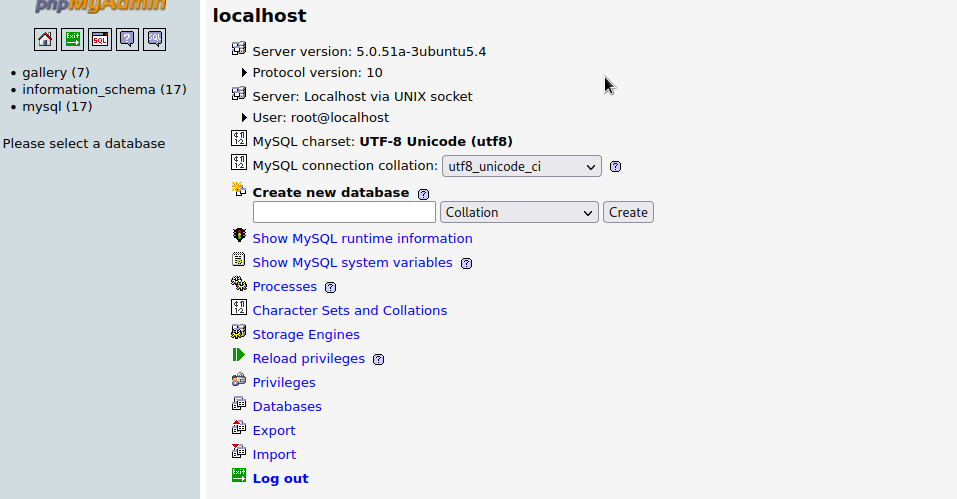 phpMyAdmin
gallery (7)
information_schema (17)
mysql (17)
Please select a database
localhost
Server version: 5.0.51a-3ubuntu5.4
Protocol version: 10
Server: Localhost via UNIX socket
User: root@localhost
MySQL charset: UTF-8 Unicode (utf8)
MySQL connection collation: utf8_unicode_ci
Create new database
Collation Create
Show MySQL runtime information
Show MySQL system variables
Processes
Character Sets and Collations
Storage Engines
Reload privileges
Privileges
Databases
Export
Import
Log out